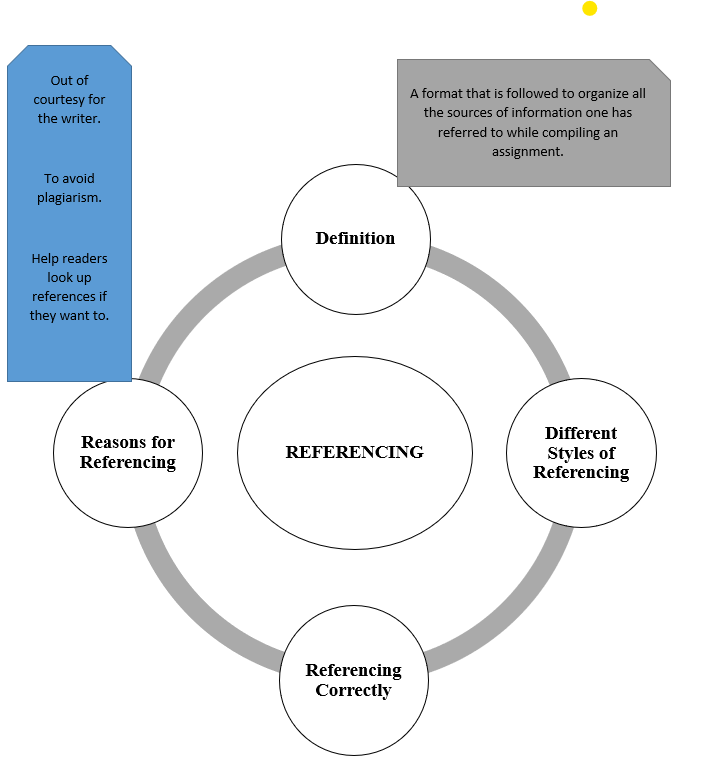 Out of
courtesy for
the writer.
To avoid
plagiarism.
Help readers
look up
references if
they want to.
A format that is followed to organize all
the sources of information one has
referred to while compiling an
assignment.
Definition
Reasons for
Referencing
REFERENCING
Different
Styles of
Referencing
Referencing
Correctly